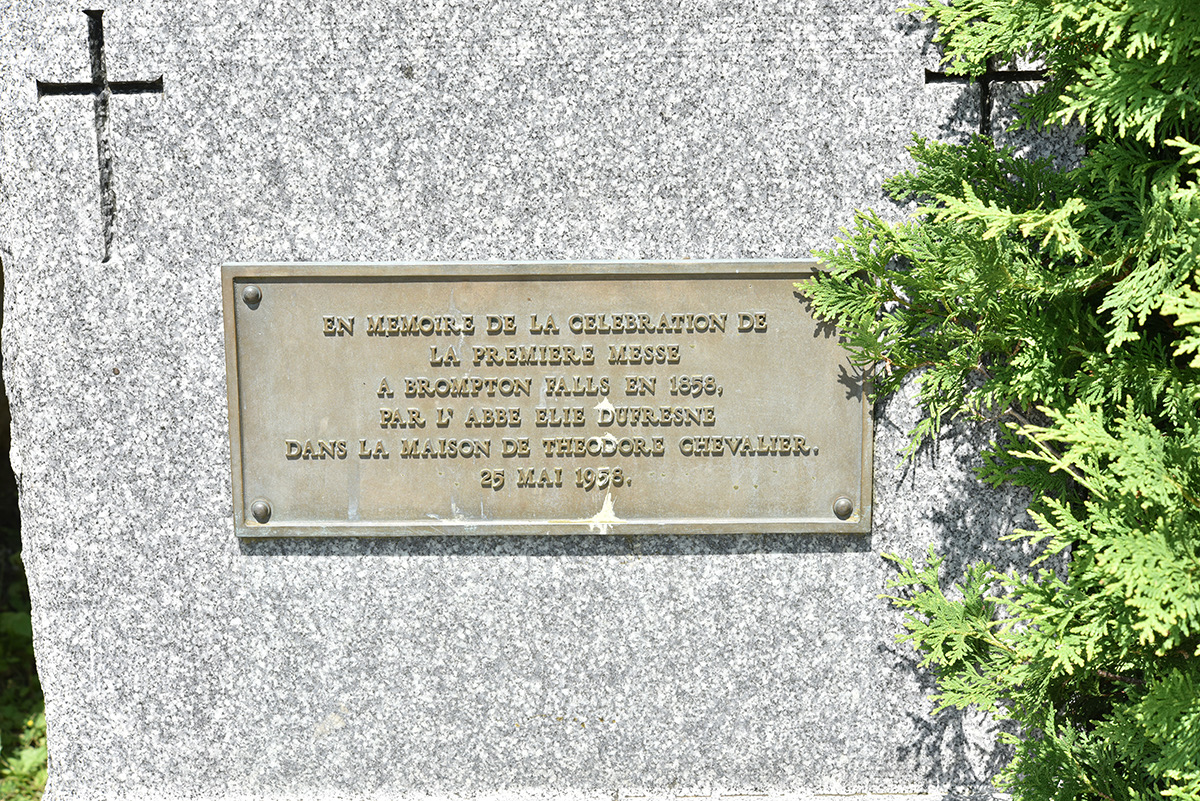 EN MEMOIRE DE LA CELEBRATION DE
LA PREMIERE MESSE
A BROMPTON FALLS EN 1858,
PAR L' ABBE ELIE DUFRESNE
DANS LA MAISON DE THEODORE CHEVALIER.
25 MAI 1958.